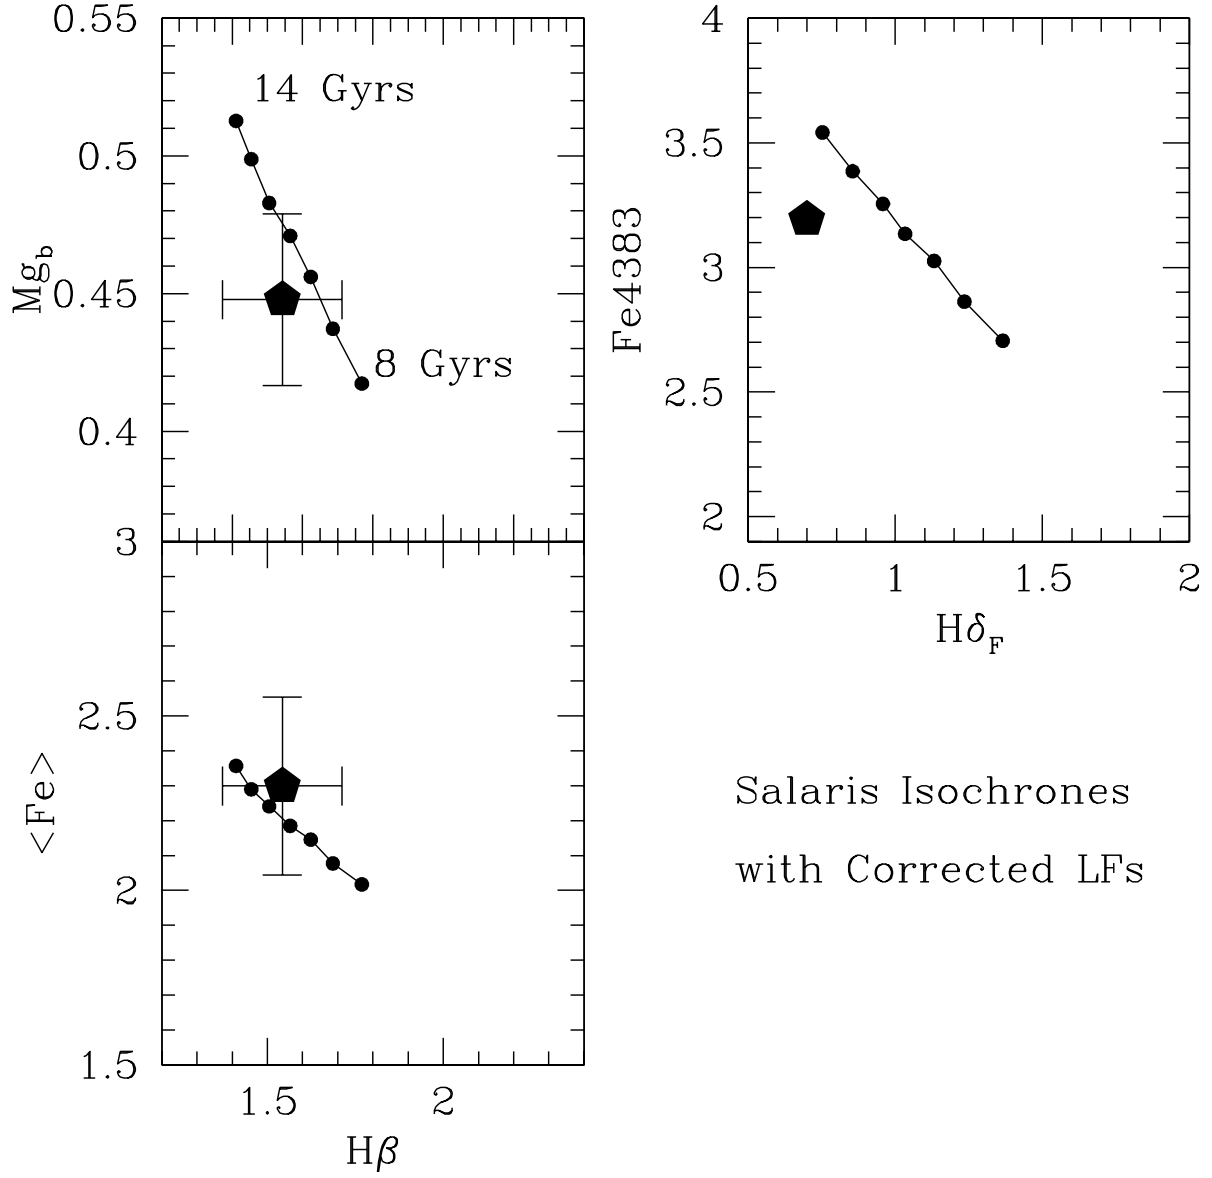 0.55
14 Gyrs
0.5
Mg_b
0.45
8 Gyrs
0.4
3
2.5
<Fe>
2
1.5
1.5 2
Hβ
4
3.5
Fe4383
3
2.5
2
0.5 1 1.5 2
Hδ_F
Salaris Isochrones
with Corrected LFs